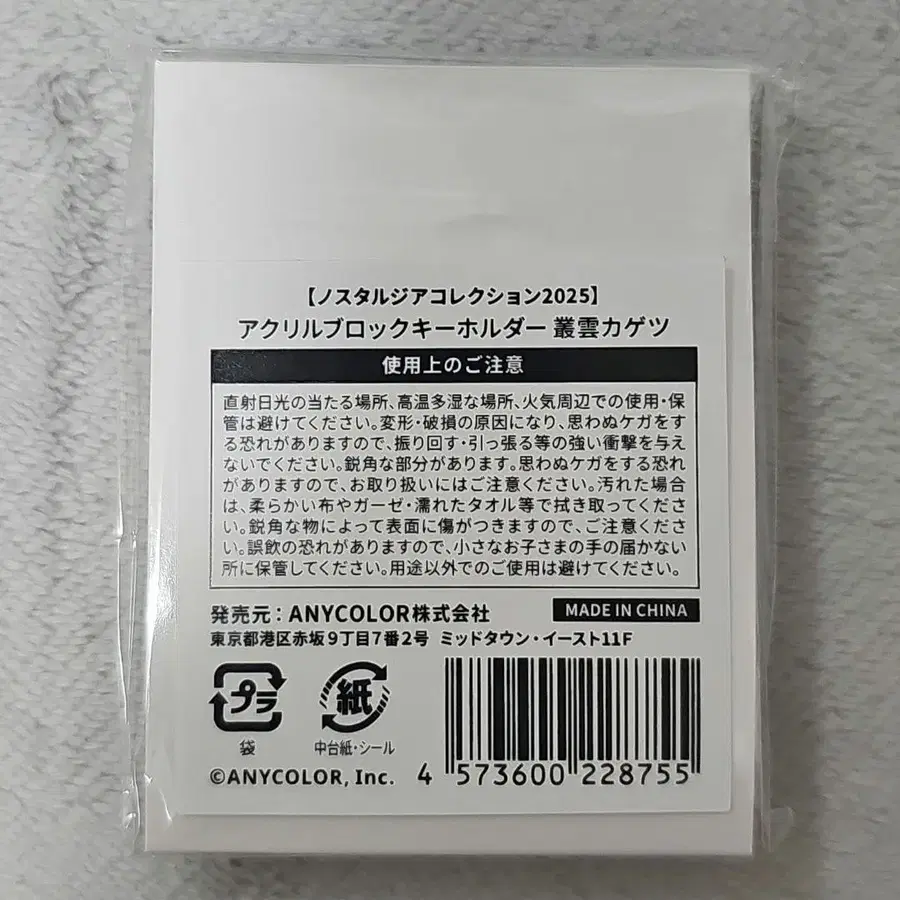 【ノスタルジアコレクション2025】
アクリルブロックキーホルダー 叢雲カゲツ
使用上のご注意
直射日光の当たる場所、高温多湿な場所、火気周辺での使用・保
管は避けてください。変形・破損の原因になり、思わぬケガをす
る恐れがありますので、振り回す・引っ張る等の強い衝撃を与え
ないでください。鋭角な部分があります。思わぬケガをする恐れ
がありますので、お取り扱いにはご注意ください。汚れた場合
は、柔らかい布やガーゼ・濡れたタオル等で拭き取ってくださ
い。鋭角な物によって表面に傷がつきますので、ご注意くださ
い。誤飲の恐れがありますので、小さなお子さまの手の届かない
所に保管してください。用途以外でのご使用は避けてください。
発売元:ANYCOLOR株式会社
MADE IN CHINA
東京都港区赤坂9丁目7番2号 ミッドタウン・イースト11F
プラ
紙
袋
中台紙・シール
©ANYCOLOR, Inc.
4 573600 228755